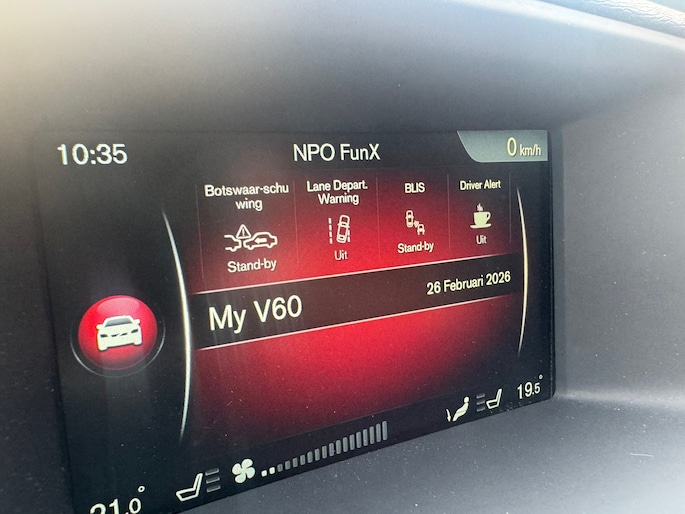 10:35
NPO FunX
0 km/h
Botswaar-schu
wing
Stand-by
Lane Depart.
Warning
Uit
BLIS
Stand-by
Driver Alert
Uit
My V60
26 Februari 2026
21.0°
19.5°